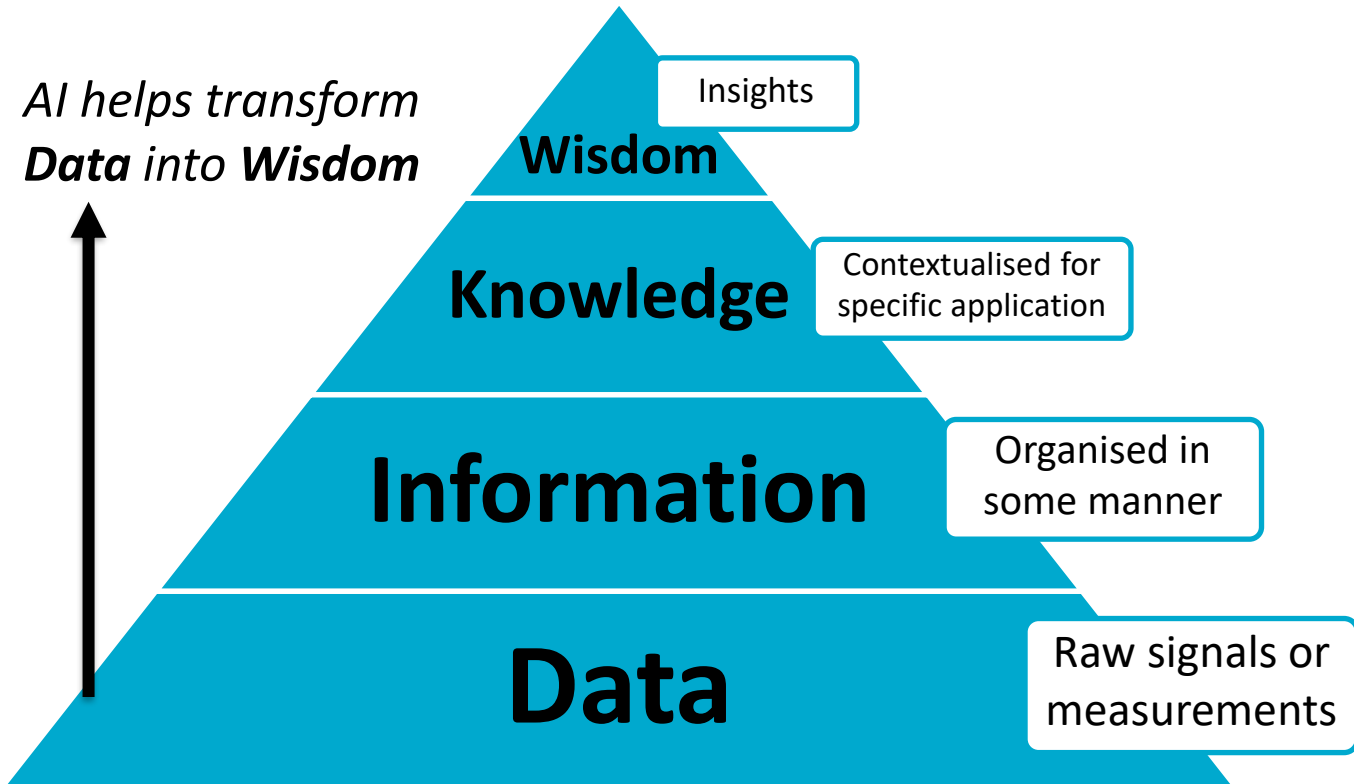 AI helps transform
Data into Wisdom
Insights
Wisdom
Knowledge
Contextualised for
specific application
Information
Organised in
some manner
Data
Raw signals or
measurements